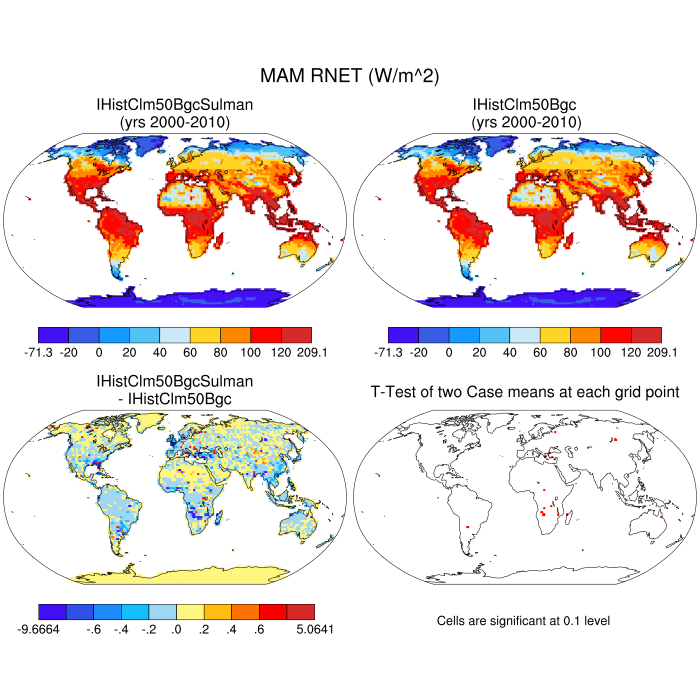 MAM RNET (W/m^2)
IHistClm50BgcSulman
(yrs 2000-2010)
IHistClm50Bgc
(yrs 2000-2010)
-71.3 -20 0 20 40 60 80 100 120 209.1
-71.3 -20 0 20 40 60 80 100 120 209.1
IHistClm50BgcSulman
- IHistClm50Bgc
T-Test of two Case means at each grid point
-9.6664 -.6 -.4 -.2 .0 .2 .4 .6 5.0641
Cells are significant at 0.1 level